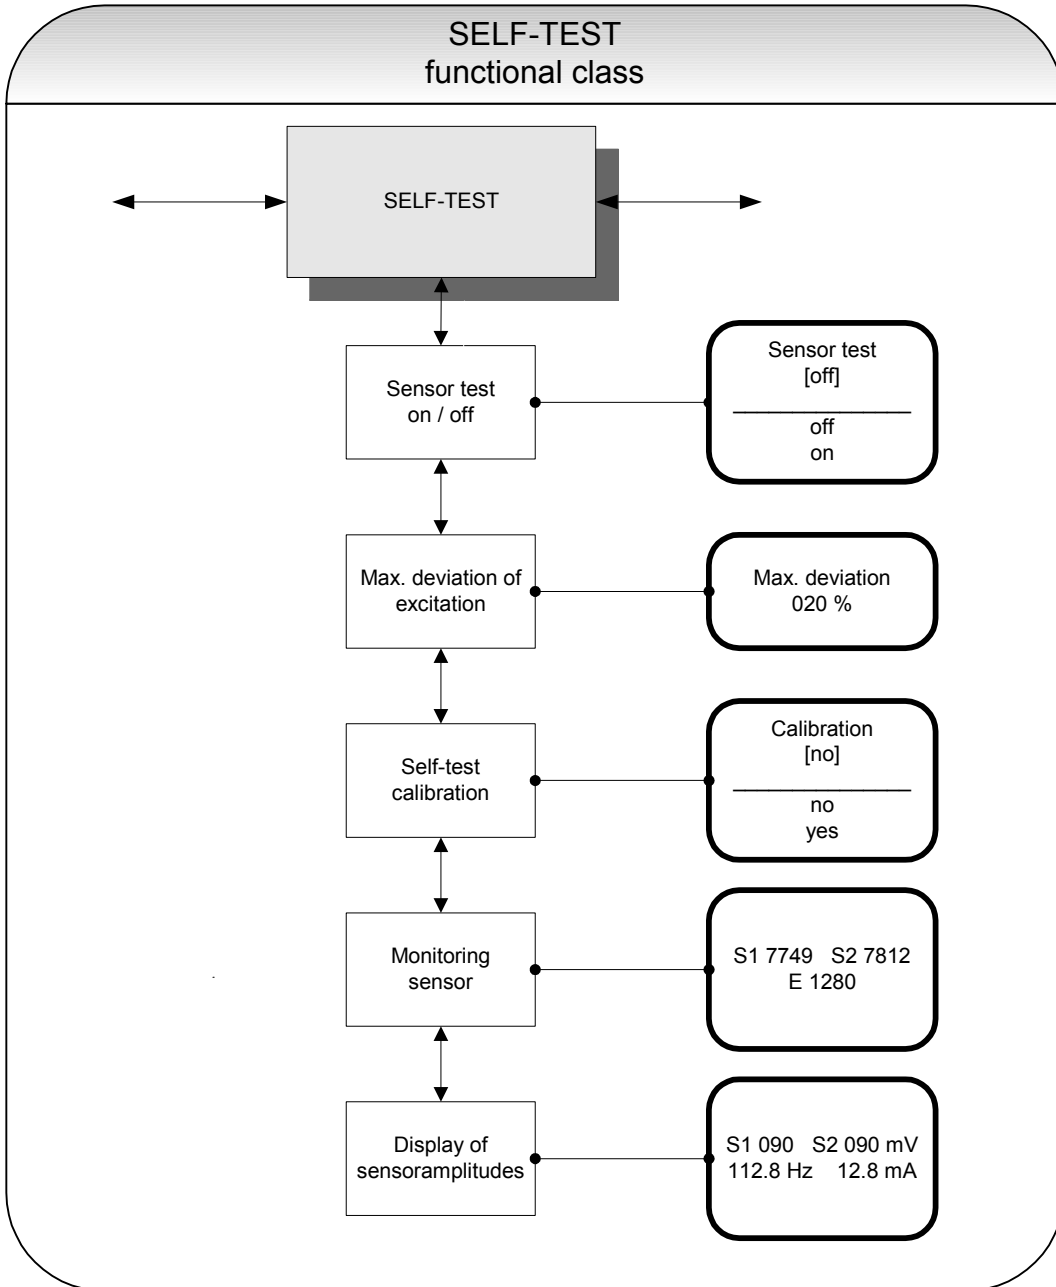 SELF-TEST
functional class
SELF-TEST
Sensor test
on / off
Sensor test
[off]
off
on
Max. deviation of
excitation
Max. deviation
020 %
Self-test
calibration
Calibration
[no]
no
yes
Monitoring
sensor
S1 7749 S2 7812
E 1280
Display of
sensoramplitudes
S1 090 S2 090 mV
112.8 Hz 12.8 mA